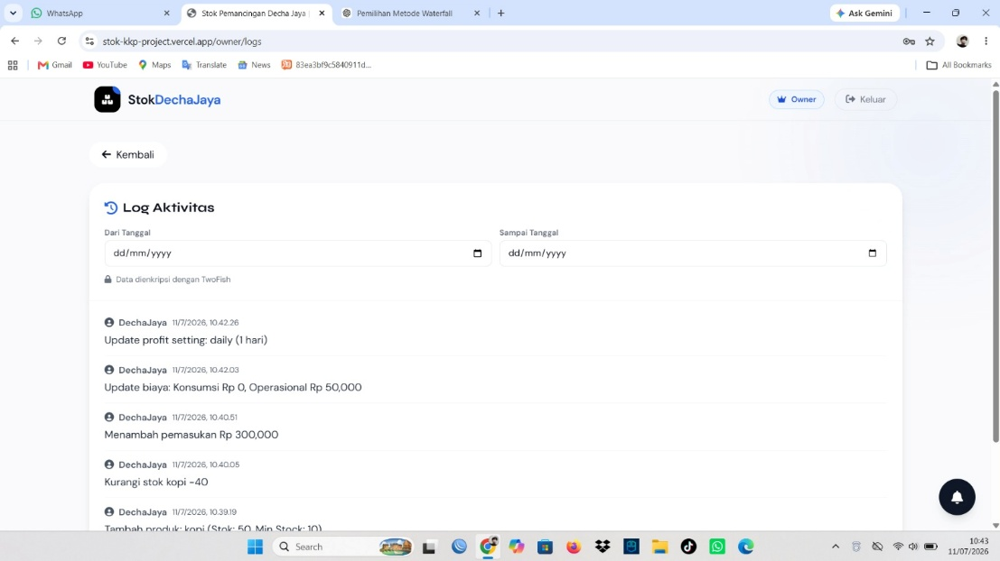 WhatsApp
Stok Pemancingan Decha Jaya
Pemilihan Metode Waterfall
Ask Gemini
stok-kkp-project.vercel.app/owner/logs
Gmail
YouTube
Maps
Translate
News
83ea3bf9c5840911d...
All Bookmarks
StokDechaJaya
Owner
Keluar
Kembali
Log Aktivitas
Dari Tanggal
Sampai Tanggal
dd/mm/yyyy
dd/mm/yyyy
Data dienkripsi dengan TwoFish
DechaJaya 11/7/2026, 10.42.26
Update profit setting: daily (1 hari)
DechaJaya 11/7/2026, 10.42.03
Update biaya: Konsumsi Rp 0, Operasional Rp 50,000
DechaJaya 11/7/2026, 10.40.51
Menambah pemasukan Rp 300,000
DechaJaya 11/7/2026, 10.40.05
Kurangi stok kopi -40
DechaJaya 11/7/2026, 10.39.19
Tambah produk: kopi (Stok: 50, Min Stock: 10)
Search
10:43
11/07/2026